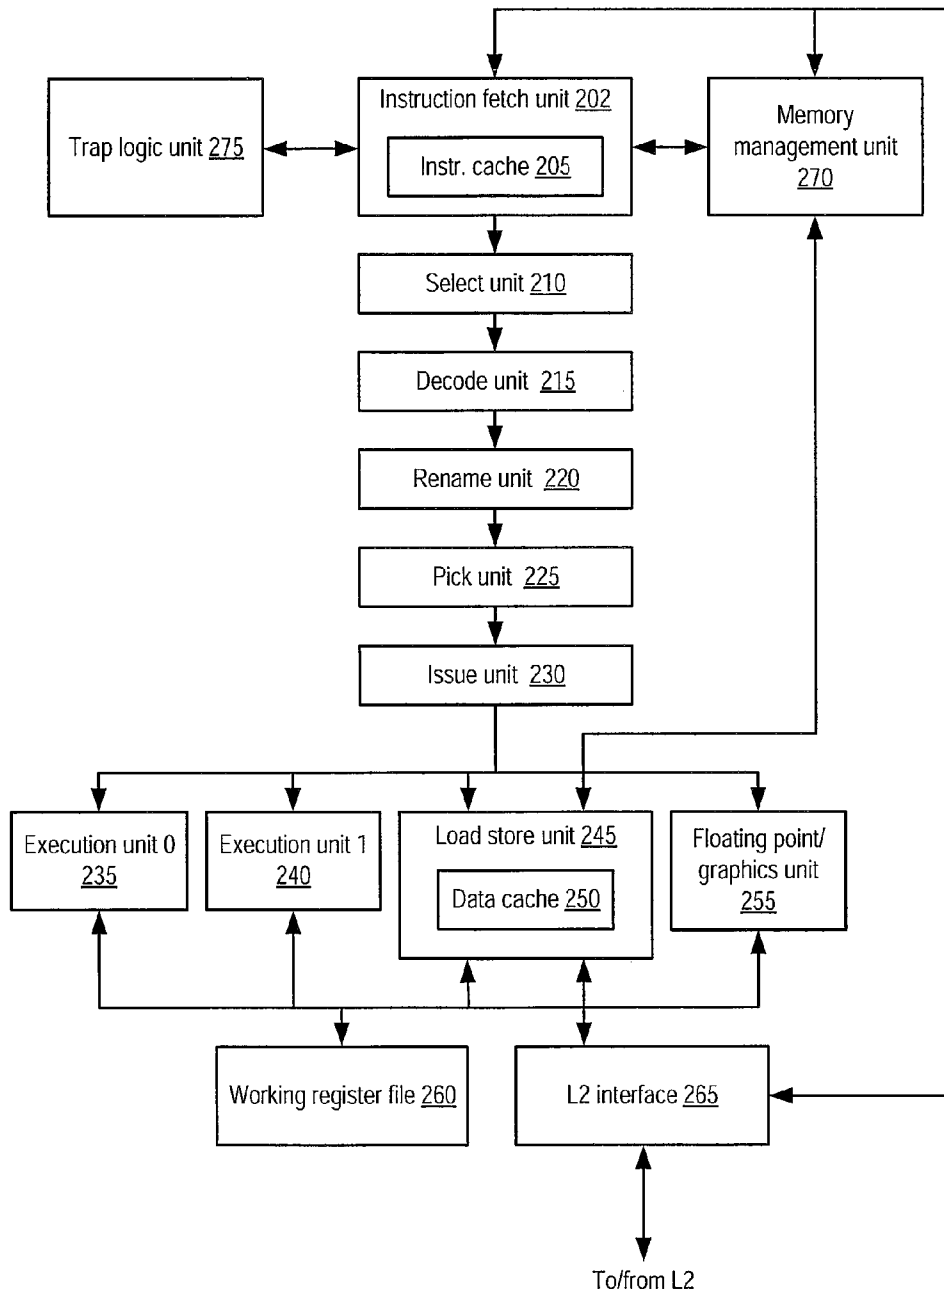 Instruction fetch unit 202
Instr. cache 205
Trap logic unit 275
Memory
management unit
270
Select unit 210
Decode unit 215
Rename unit 220
Pick unit 225
Issue unit 230
Execution unit 0
235
Execution unit 1
240
Load store unit 245
Data cache 250
Floating point/
graphics unit
255
Working register file 260
L2 interface 265
To/from L2